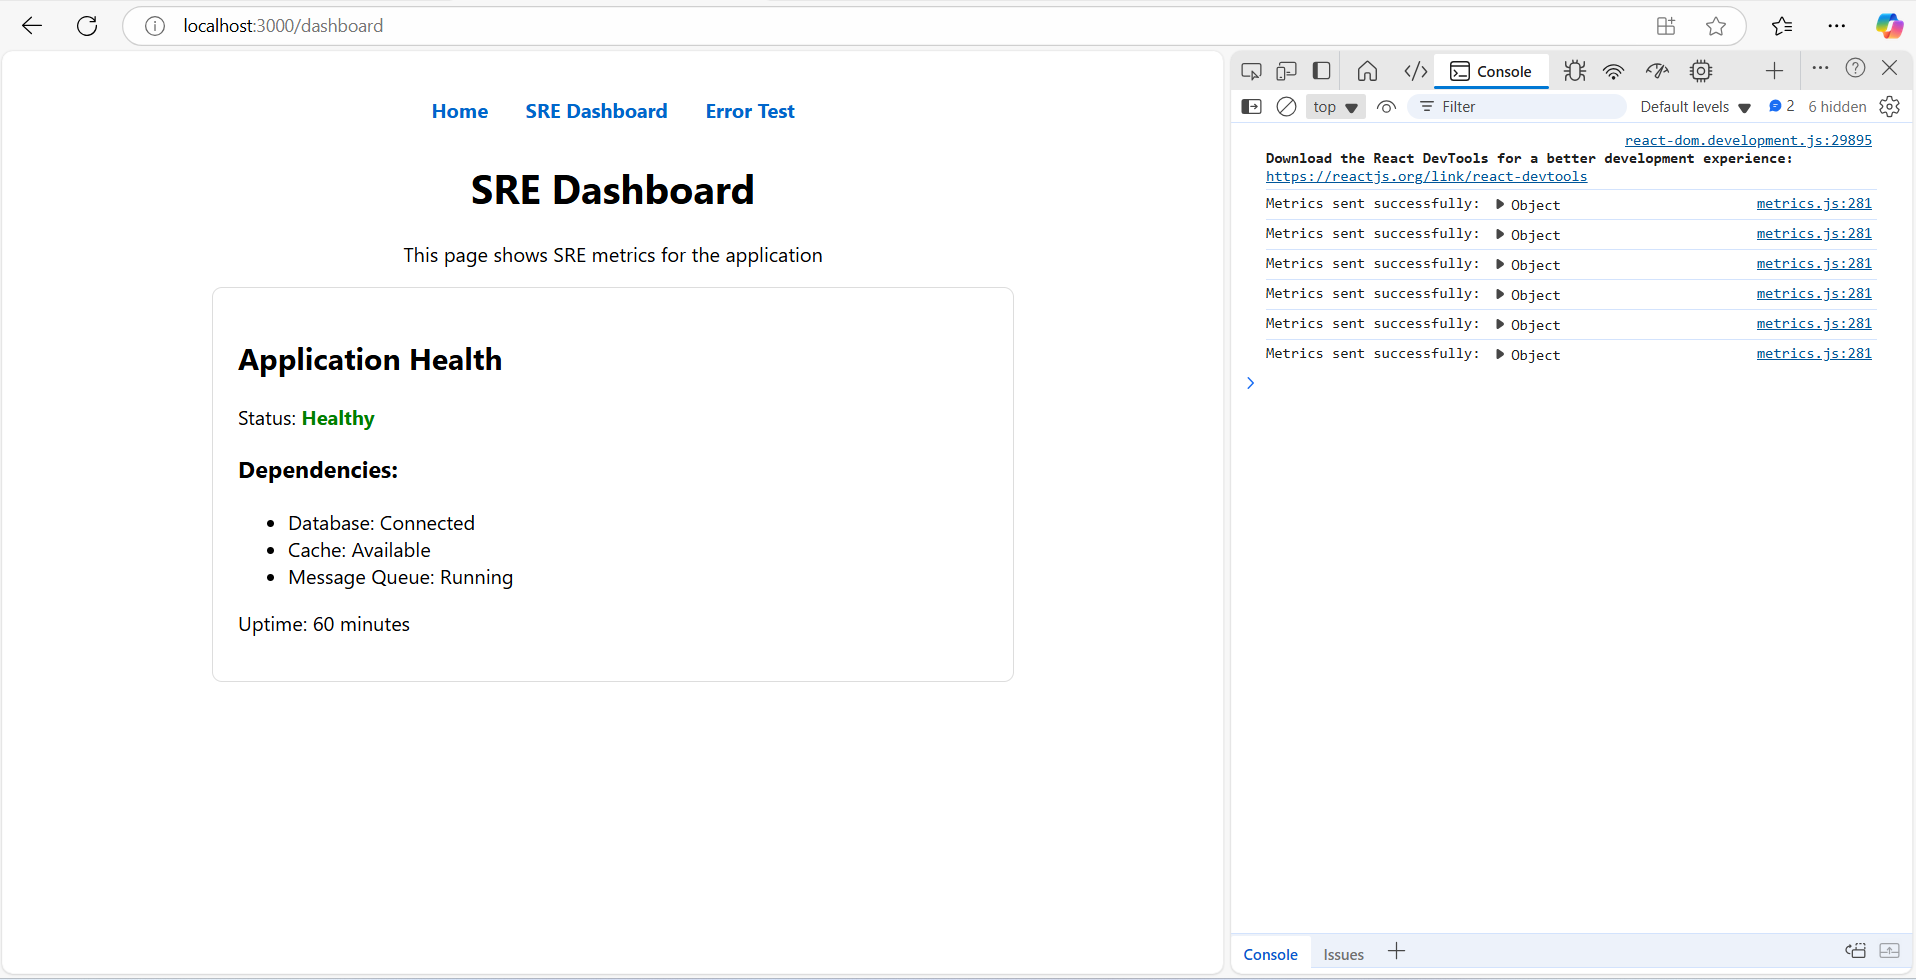 localhost:3000/dashboard
Home SRE Dashboard Error Test
SRE Dashboard
This page shows SRE metrics for the application
Application Health
Status: Healthy
Dependencies:
Database: Connected
Cache: Available
Message Queue: Running
Uptime: 60 minutes
Console
top Filter Default levels 2 6 hidden
react-dom.development.js:29895
Download the React DevTools for a better development experience:
https://reactjs.org/link/react-devtools
Metrics sent successfully: Object metrics.js:281
Metrics sent successfully: Object metrics.js:281
Metrics sent successfully: Object metrics.js:281
Metrics sent successfully: Object metrics.js:281
Metrics sent successfully: Object metrics.js:281
Metrics sent successfully: Object metrics.js:281
Console Issues